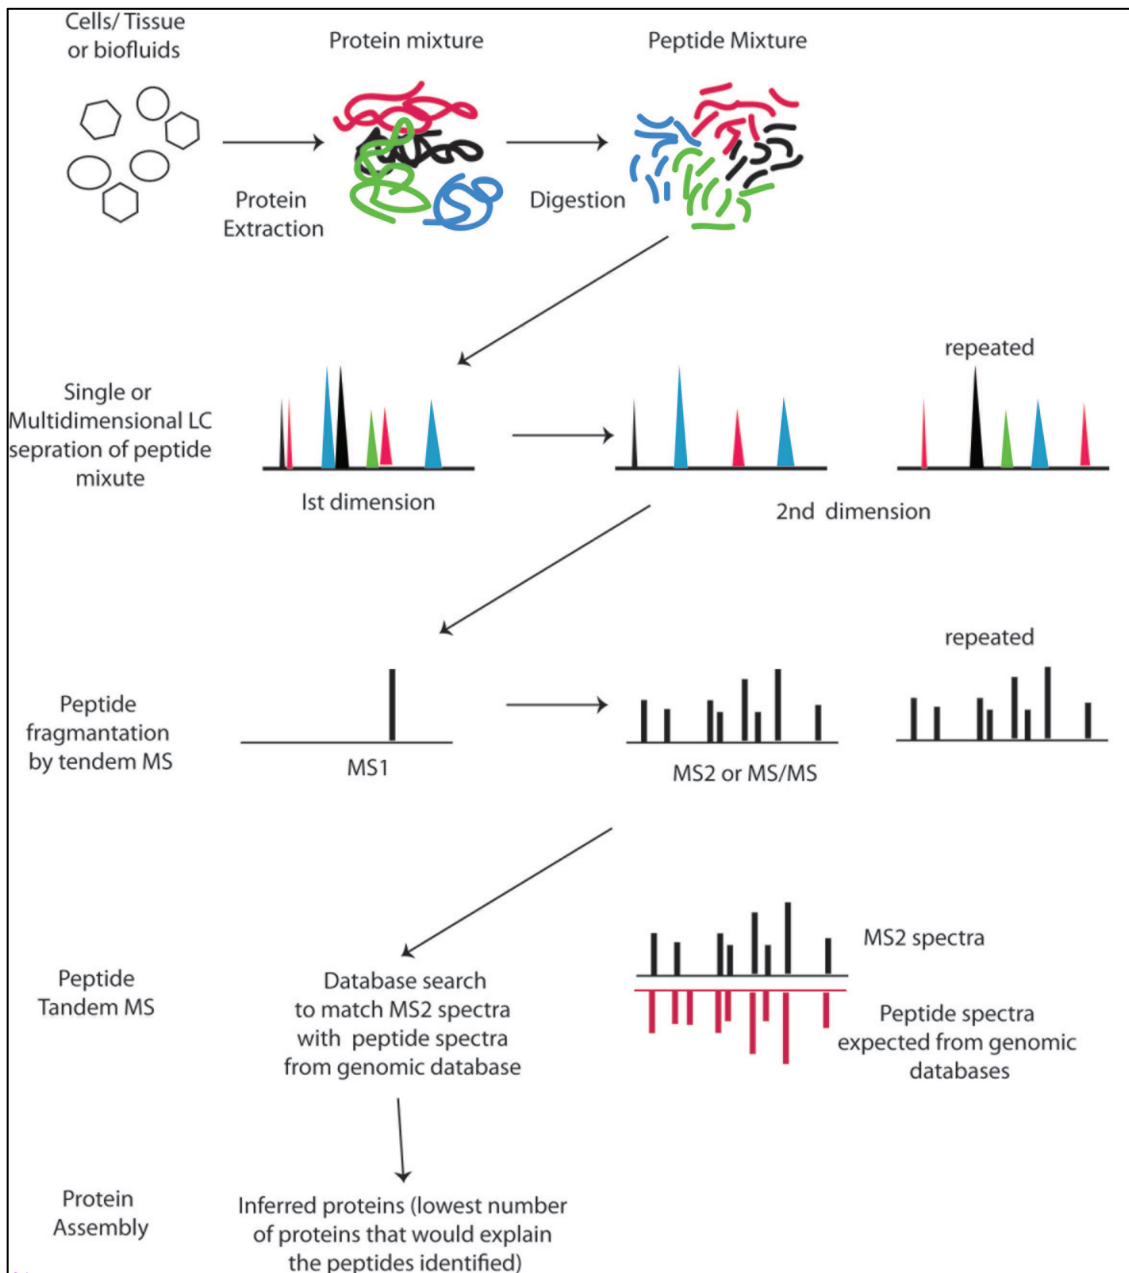 Cells/ Tissue
or biofluids
Protein mixture
Peptide Mixture
Protein
Extraction
Digestion
Single or
Multidimensional LC
sepration of peptide
mixute
repeated
Ist dimension
2nd dimension
Peptide
fragmantation
by tendem MS
repeated
MS1
MS2 or MS/MS
Peptide
Tandem MS
Database search
to match MS2 spectra
with peptide spectra
from genomic database
MS2 spectra
Peptide spectra
expected from genomic
databases
Protein
Assembly
Inferred proteins (lowest number
of proteins that would explain
the peptides identified)